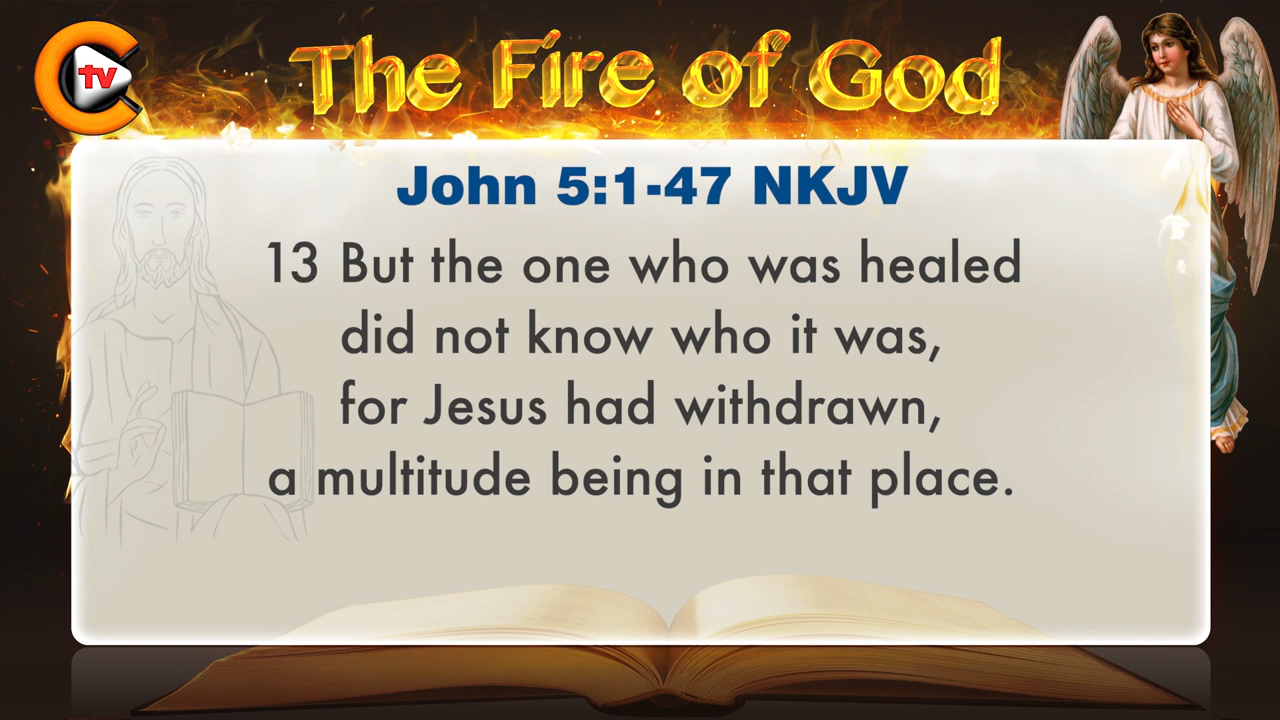 tv
The Fire of God
John 5:1-47 NKJV
13 But the one who was healed
did not know who it was,
for Jesus had withdrawn,
a multitude being in that place.